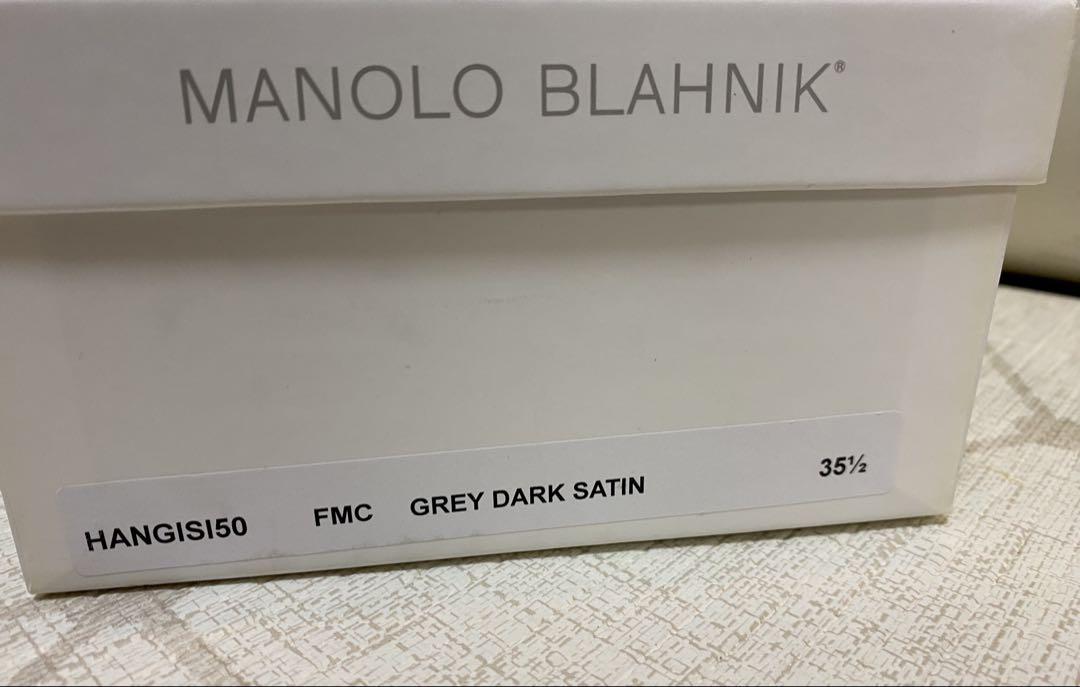 MANOLO BLAHNIK®
HANGISI50 FMC GREY DARK SATIN 35½